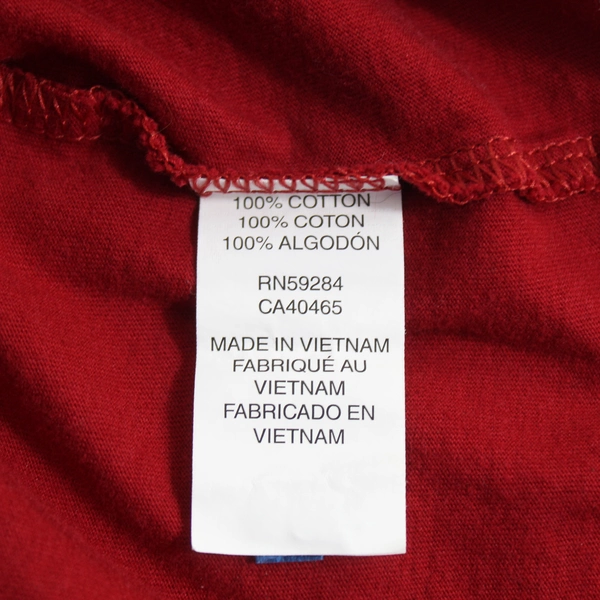 100% COTTON
100% COTON
100% ALGODÓN
RN59284
CA40465
MADE IN VIETNAM
FABRIQUÉ AU
VIETNAM
FABRICADO EN
VIETNAM